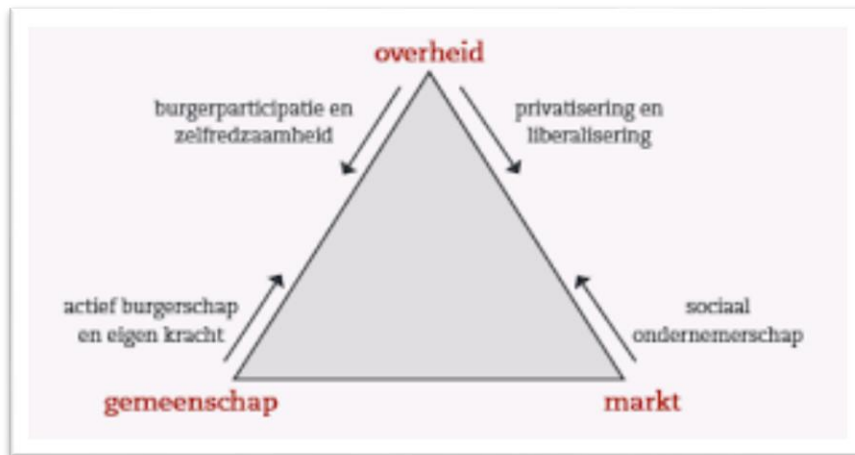 overheid
burgerparticipatie en
zelfredzaamheid
privatisering en
liberalisering
actief burgerschap
en eigen kracht
sociaal
ondernemerschap
gemeenschap
markt